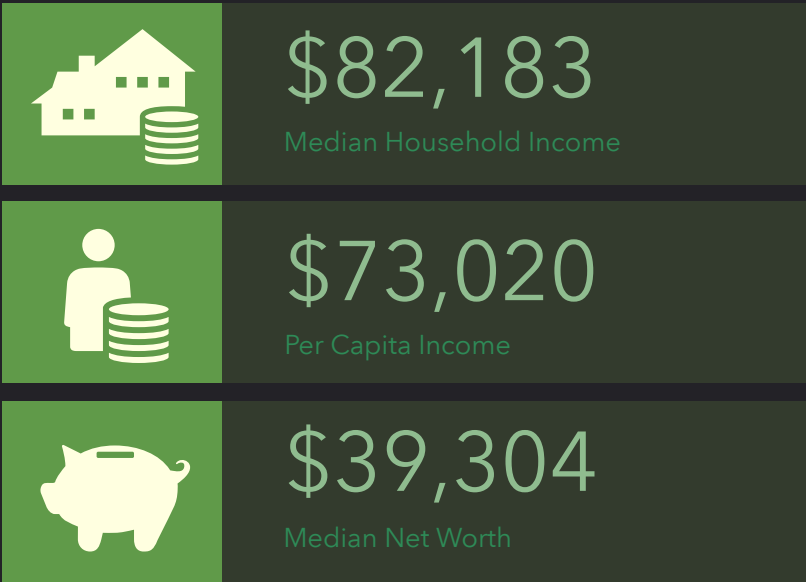 $82,183
Median Household Income
$73,020
Per Capita Income
$39,304
Median Net Worth